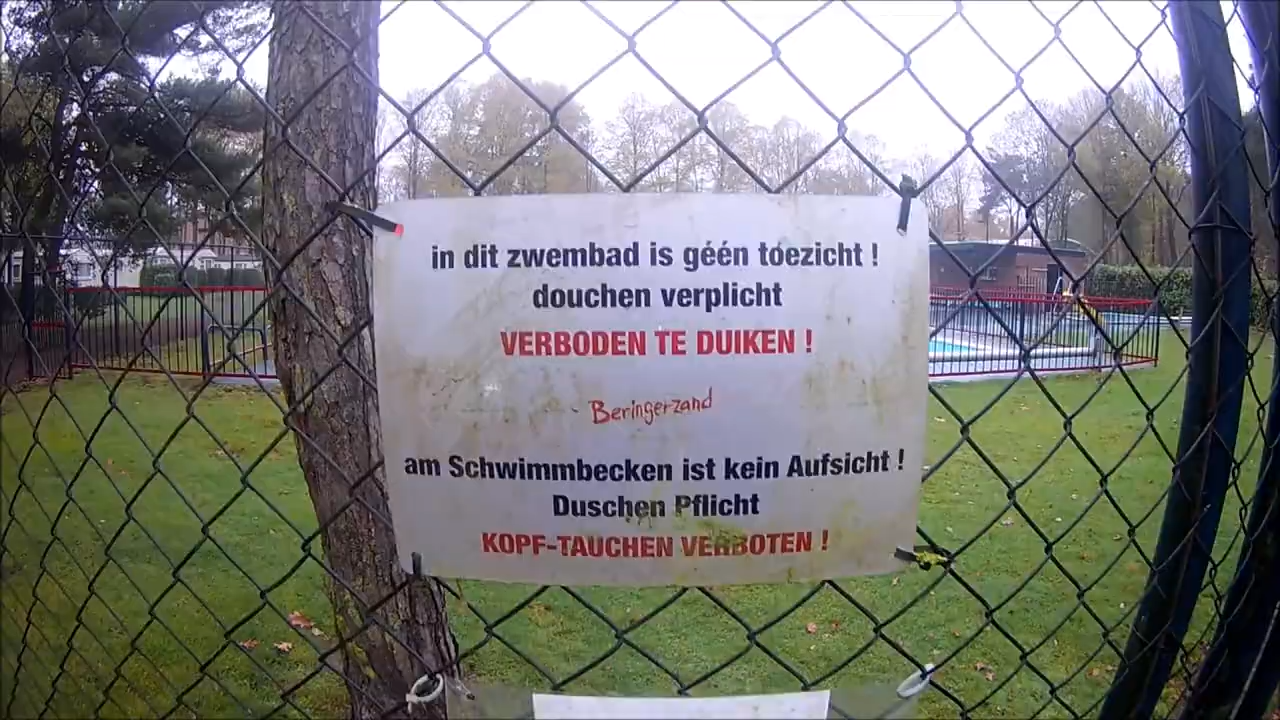 in dit zwembad is géén toezicht !
douchen verplicht
VERBODEN TE DUIKEN !
Beringerzand
am Schwimmbecken ist kein Aufsicht !
Duschen Pflicht
KOPF-TAUCHEN VERBOTEN !